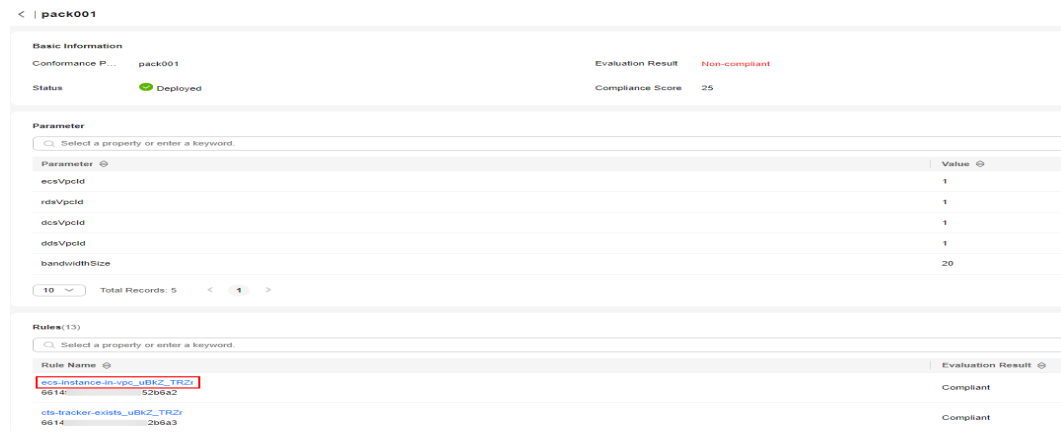 < | pack001
Basic Information
Conformance P... pack001 Evaluation Result Non-compliant
Status Deployed Compliance Score 25
Parameter
Select a property or enter a keyword.
Parameter Value
ecsVpcId 1
rdsVpcId 1
dcsVpcId 1
ddsVpcId 1
bandwidthSize 20
10 Total Records: 5 < 1 >
Rules(13)
Select a property or enter a keyword.
Rule Name Evaluation Result
ecs-instance-in-vpc_uBkZ_TRZr Compliant
6614 52b6a2
cts-tracker-exists_uBkZ_TRZr Compliant
6614 2b6a3